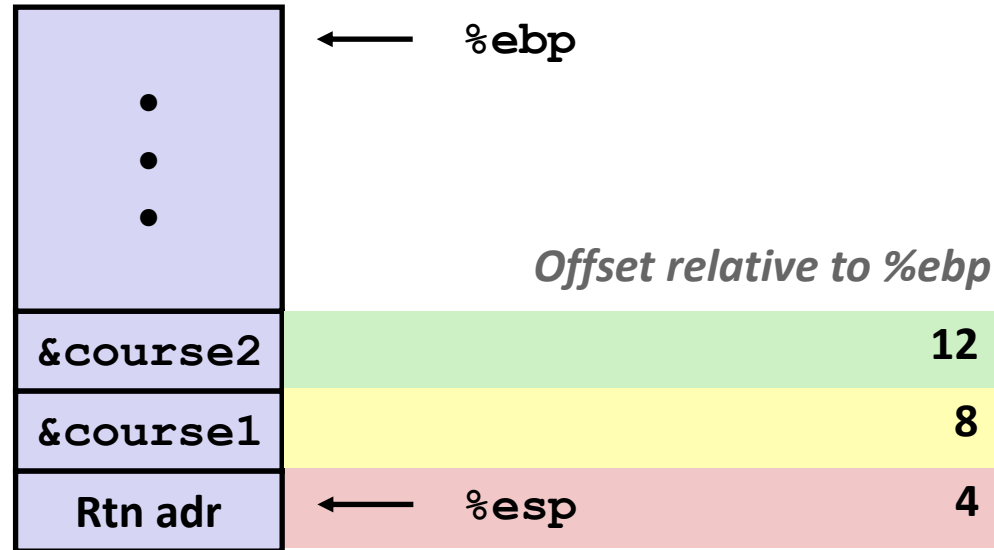 %ebp
Offset relative to %ebp
&course2 12
&course1 8
Rtn adr %esp 4